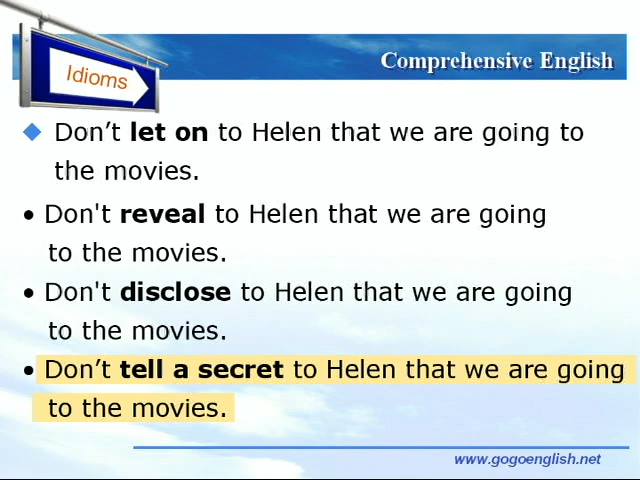 Idioms
Comprehensive English
Don’t let on to Helen that we are going to
the movies.
• Don't reveal to Helen that we are going
to the movies.
• Don't disclose to Helen that we are going
to the movies.
• Don’t tell a secret to Helen that we are going
to the movies.
www.gogoenglish.net